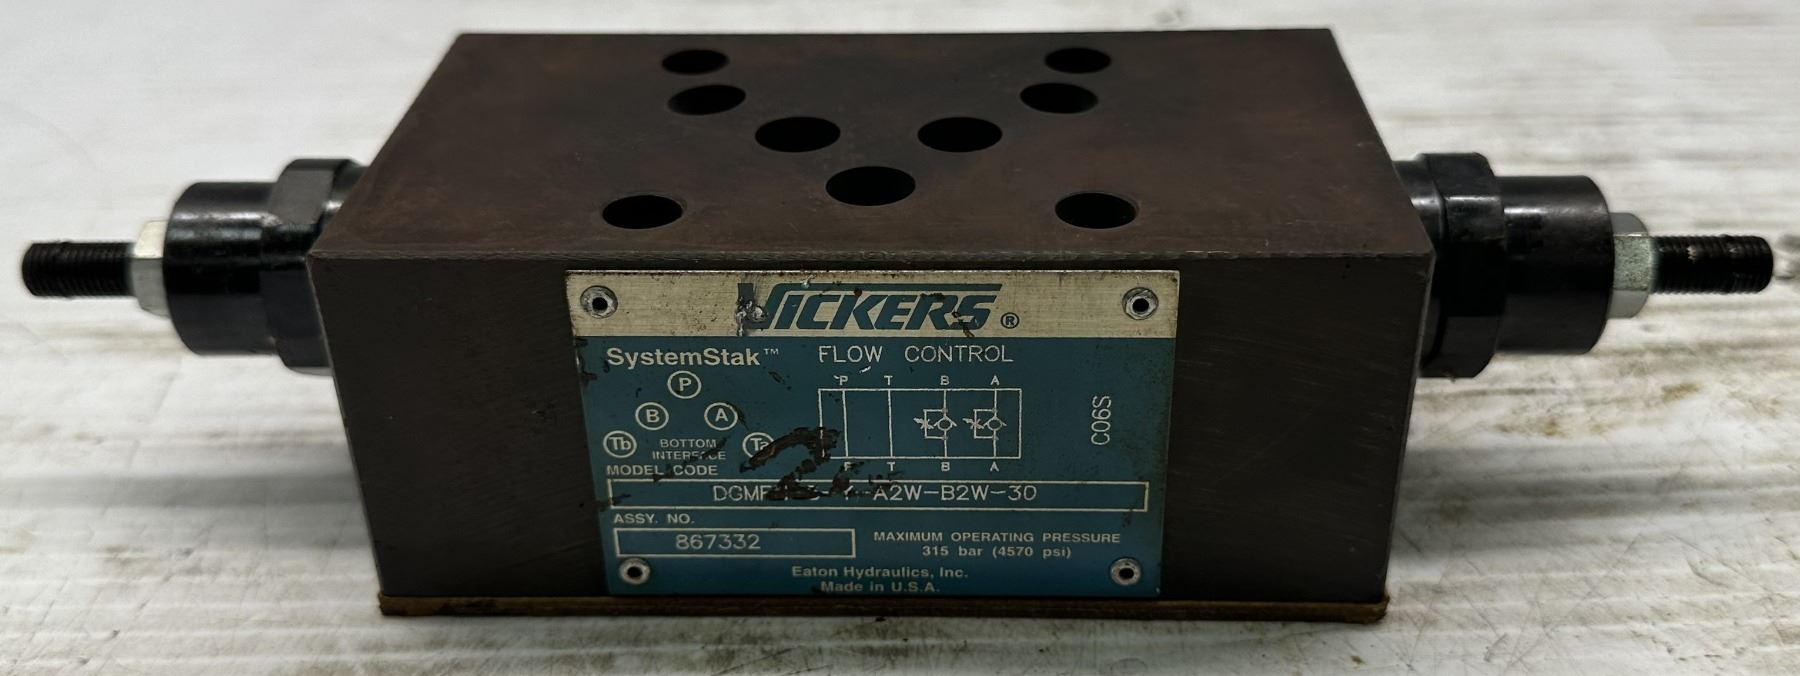 VICKERS®
SystemStak™ FLOW CONTROL
P
B A
Tb BOTTOM INTERFACE Ta
P T B A
P T B A
C06S
MODEL CODE
A2W-B2W-30
ASSY. NO.
867332
MAXIMUM OPERATING PRESSURE
315 bar (4570 psi)
Eaton Hydraulics, Inc.
Made in U.S.A.